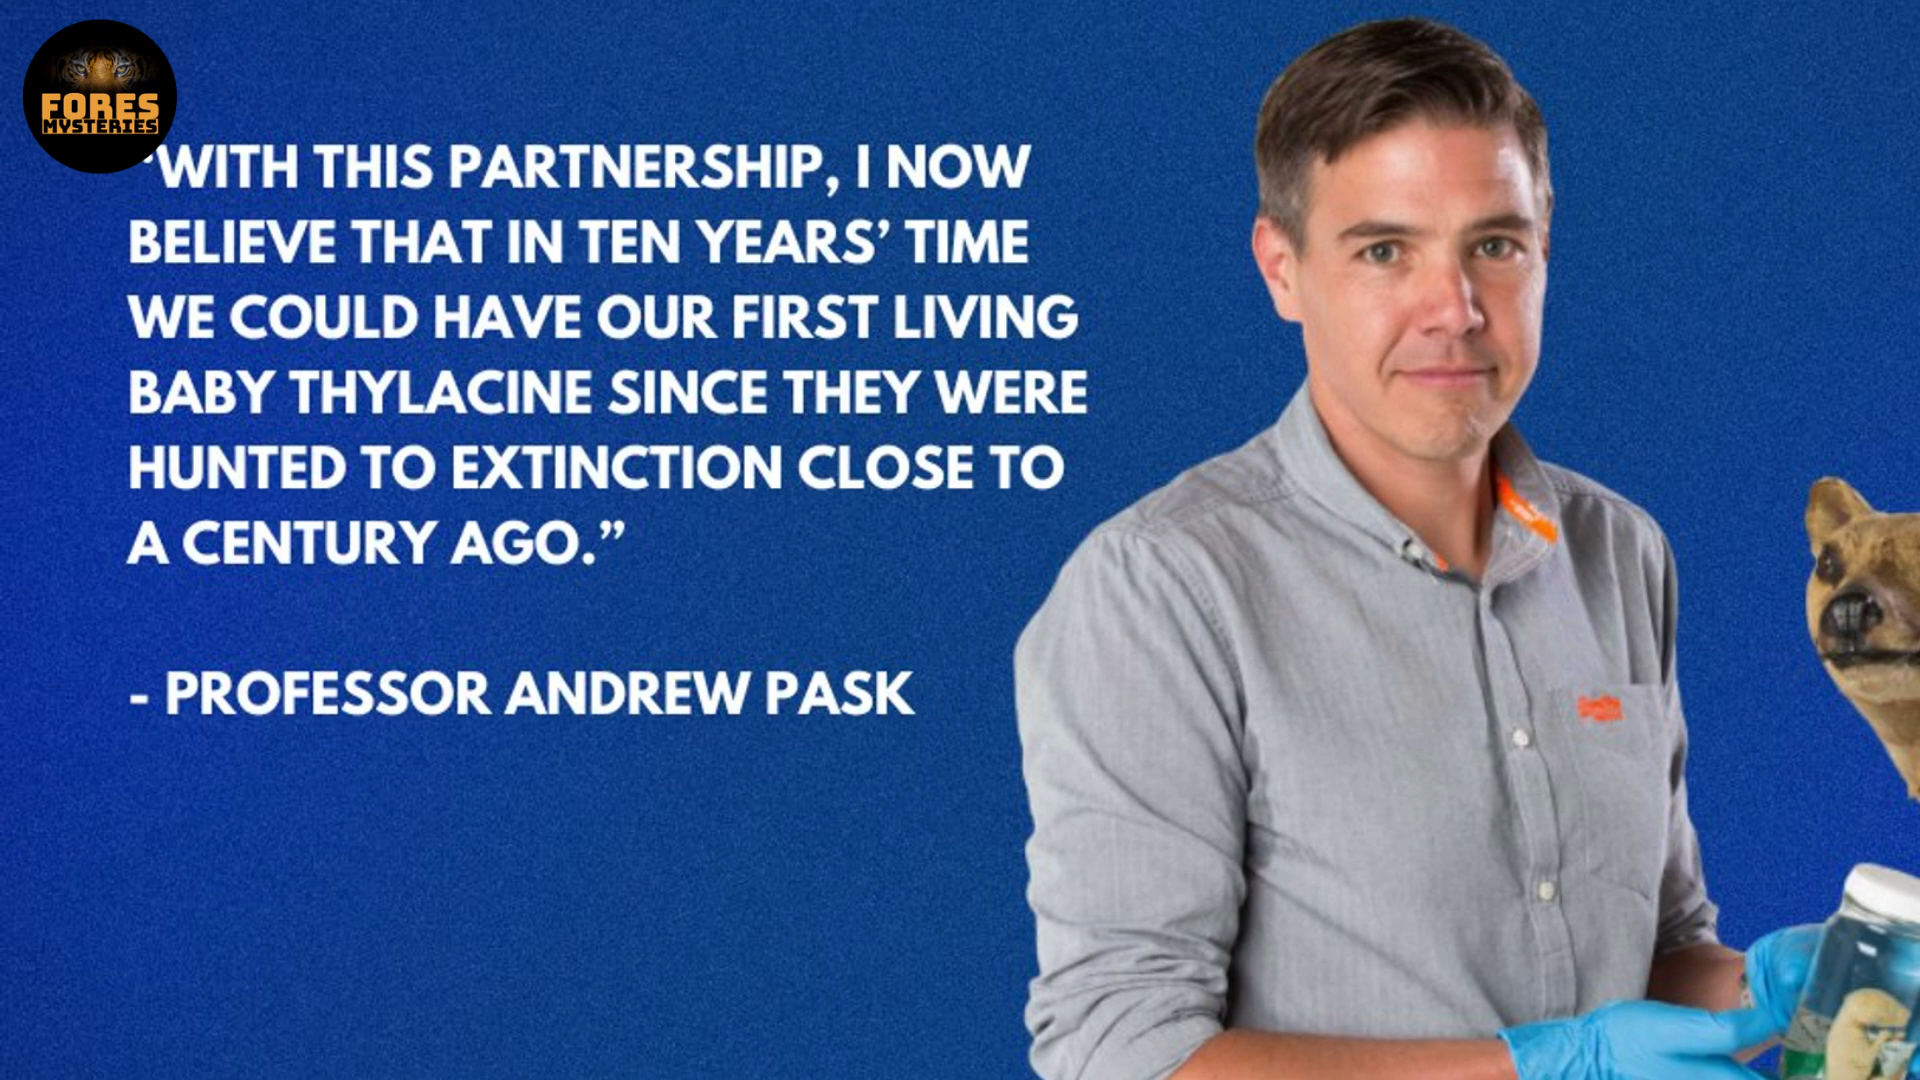 FORES
MYSTERIES
"WITH THIS PARTNERSHIP, I NOW
BELIEVE THAT IN TEN YEARS’ TIME
WE COULD HAVE OUR FIRST LIVING
BABY THYLACINE SINCE THEY WERE
HUNTED TO EXTINCTION CLOSE TO
A CENTURY AGO.”
- PROFESSOR ANDREW PASK